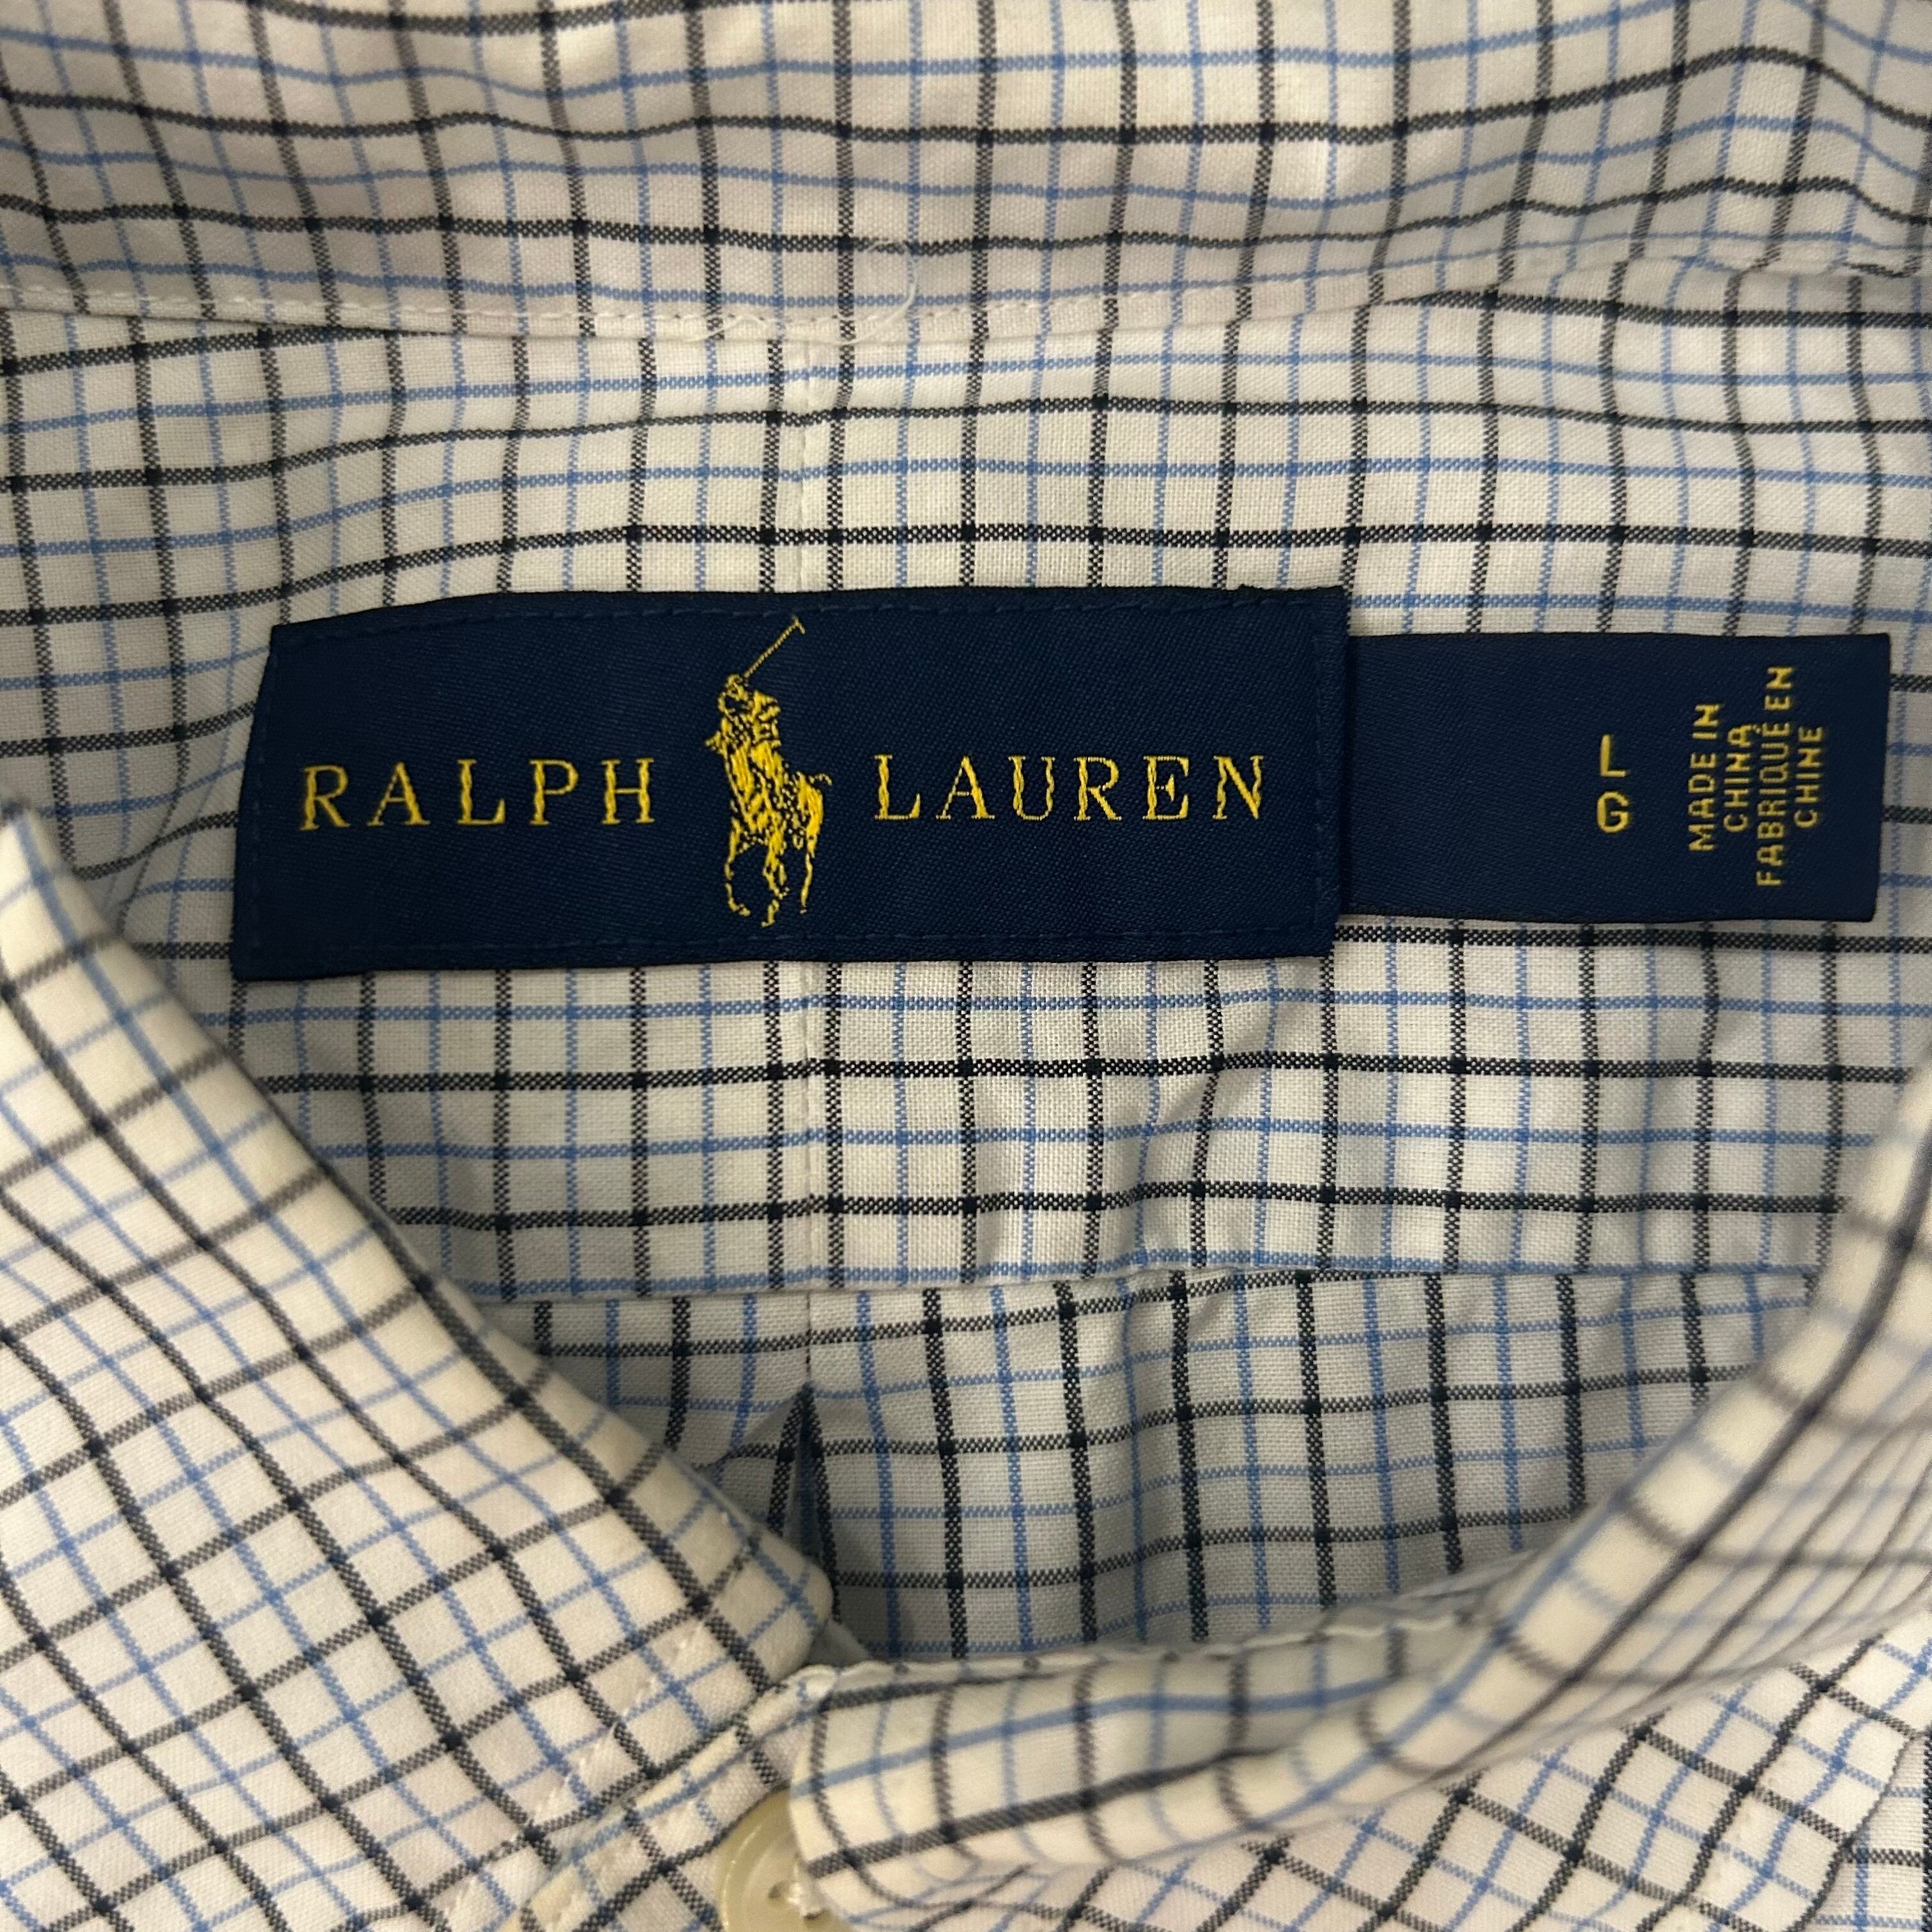 RALPH LAUREN
L
G
MADE IN
CHINA
FABRIQUÉ EN
CHINE